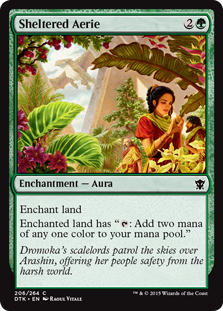 Sheltered Aerie 2
Enchantment — Aura
Enchant land
Enchanted land has “: Add two mana
of any one color to your mana pool.”
Dromoka’s scalelords patrol the skies over
Arashin, offering her people safety from the
harsh world.
206/264 C
DTK • EN Raoul Vitale
™ & © 2015 Wizards of the Coast